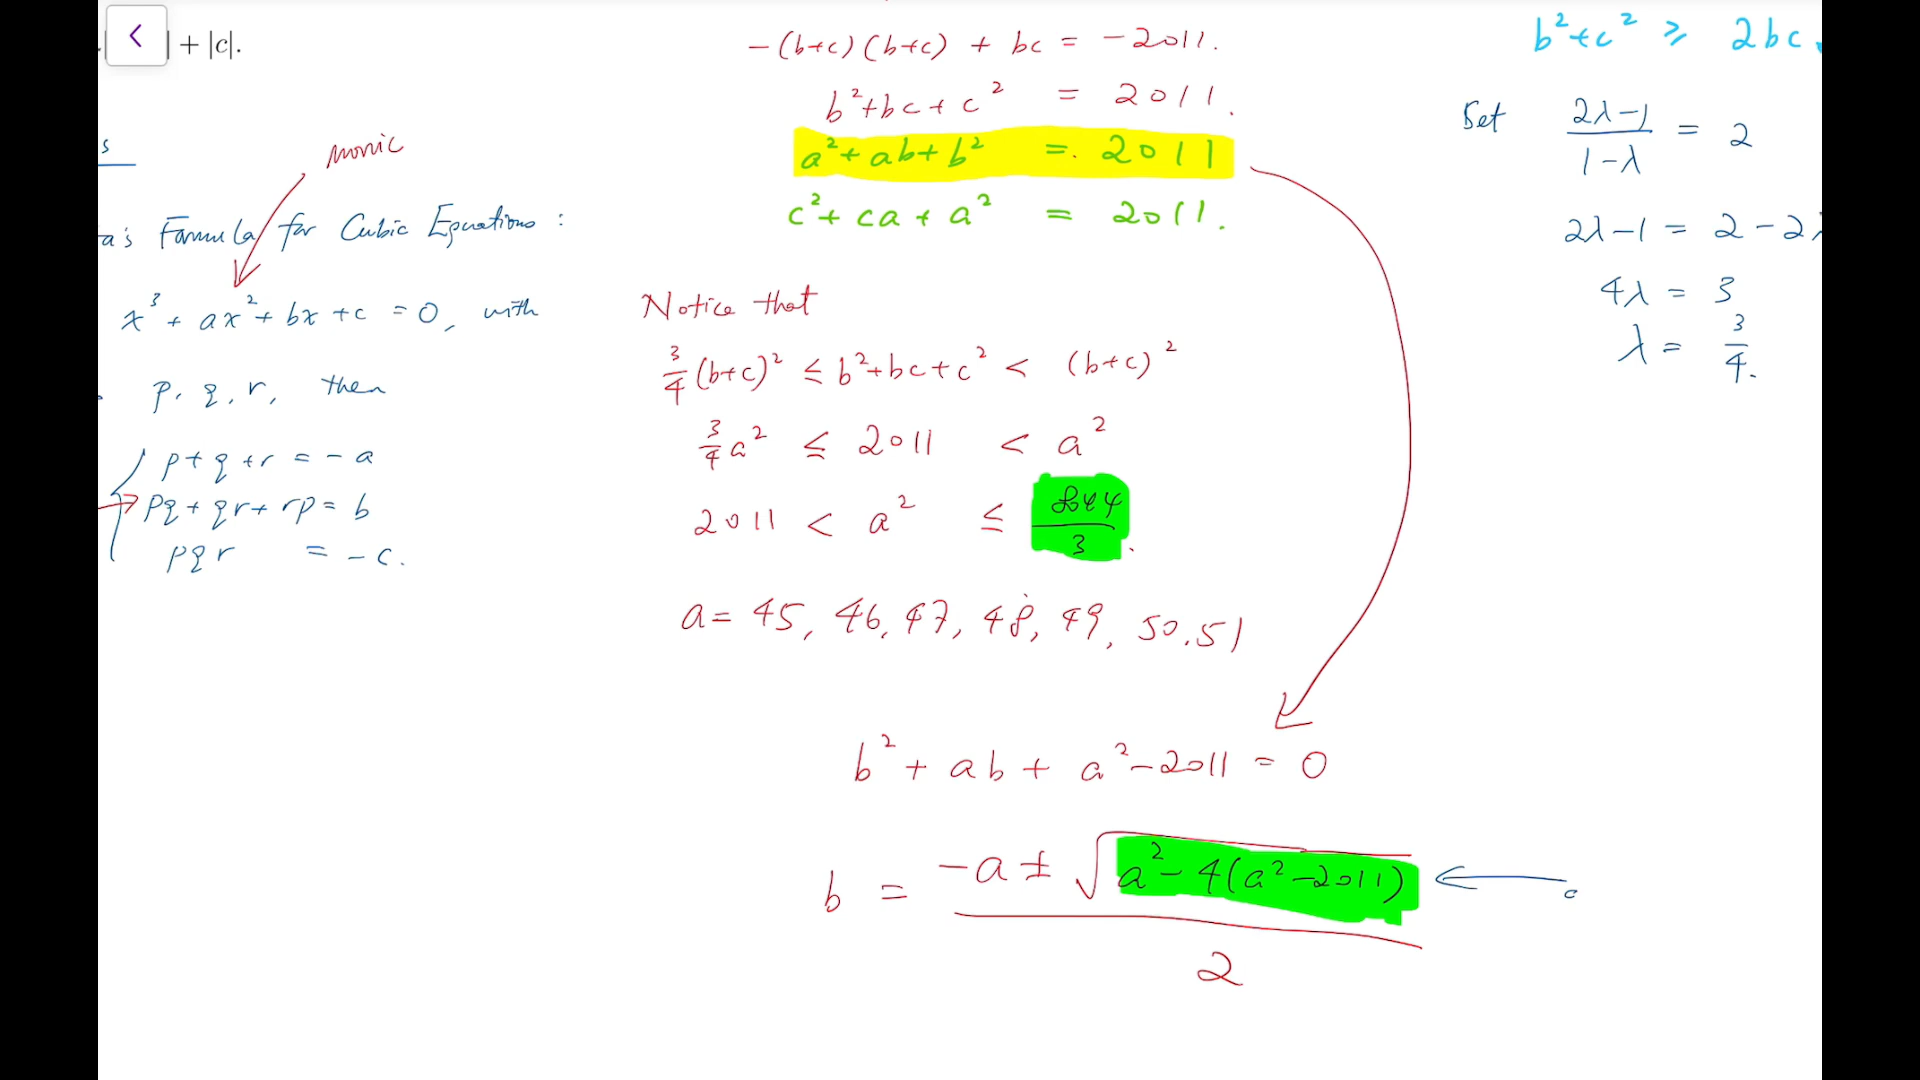 | + |c|.
s
monic
a's Formula for Cubic Equations :
x³ + ax² + bx + c = 0, with
p, q, r, then
p + q + r = - a
pq + qr + rp = b
pqr = - c.
-(b+c)(b+c) + bc = -2011.
b²+bc+c² = 2011.
a²+ab+b² = 2011
c²+ca+a² = 2011.
Notice that
3/4 (b+c)² ≤ b²+bc+c² < (b+c)²
3/4 a² ≤ 2011 < a²
2011 < a² ≤ 8044/3.
a = 45, 46, 47, 48, 49, 50, 51
b² + ab + a² - 2011 = 0
b = (-a ± √(a² - 4(a² - 2011)))/2
b²+c² ≥ 2bc.
Set (2λ-1)/(1-λ) = 2
2λ-1 = 2-2λ
4λ = 3
λ = 3/4.